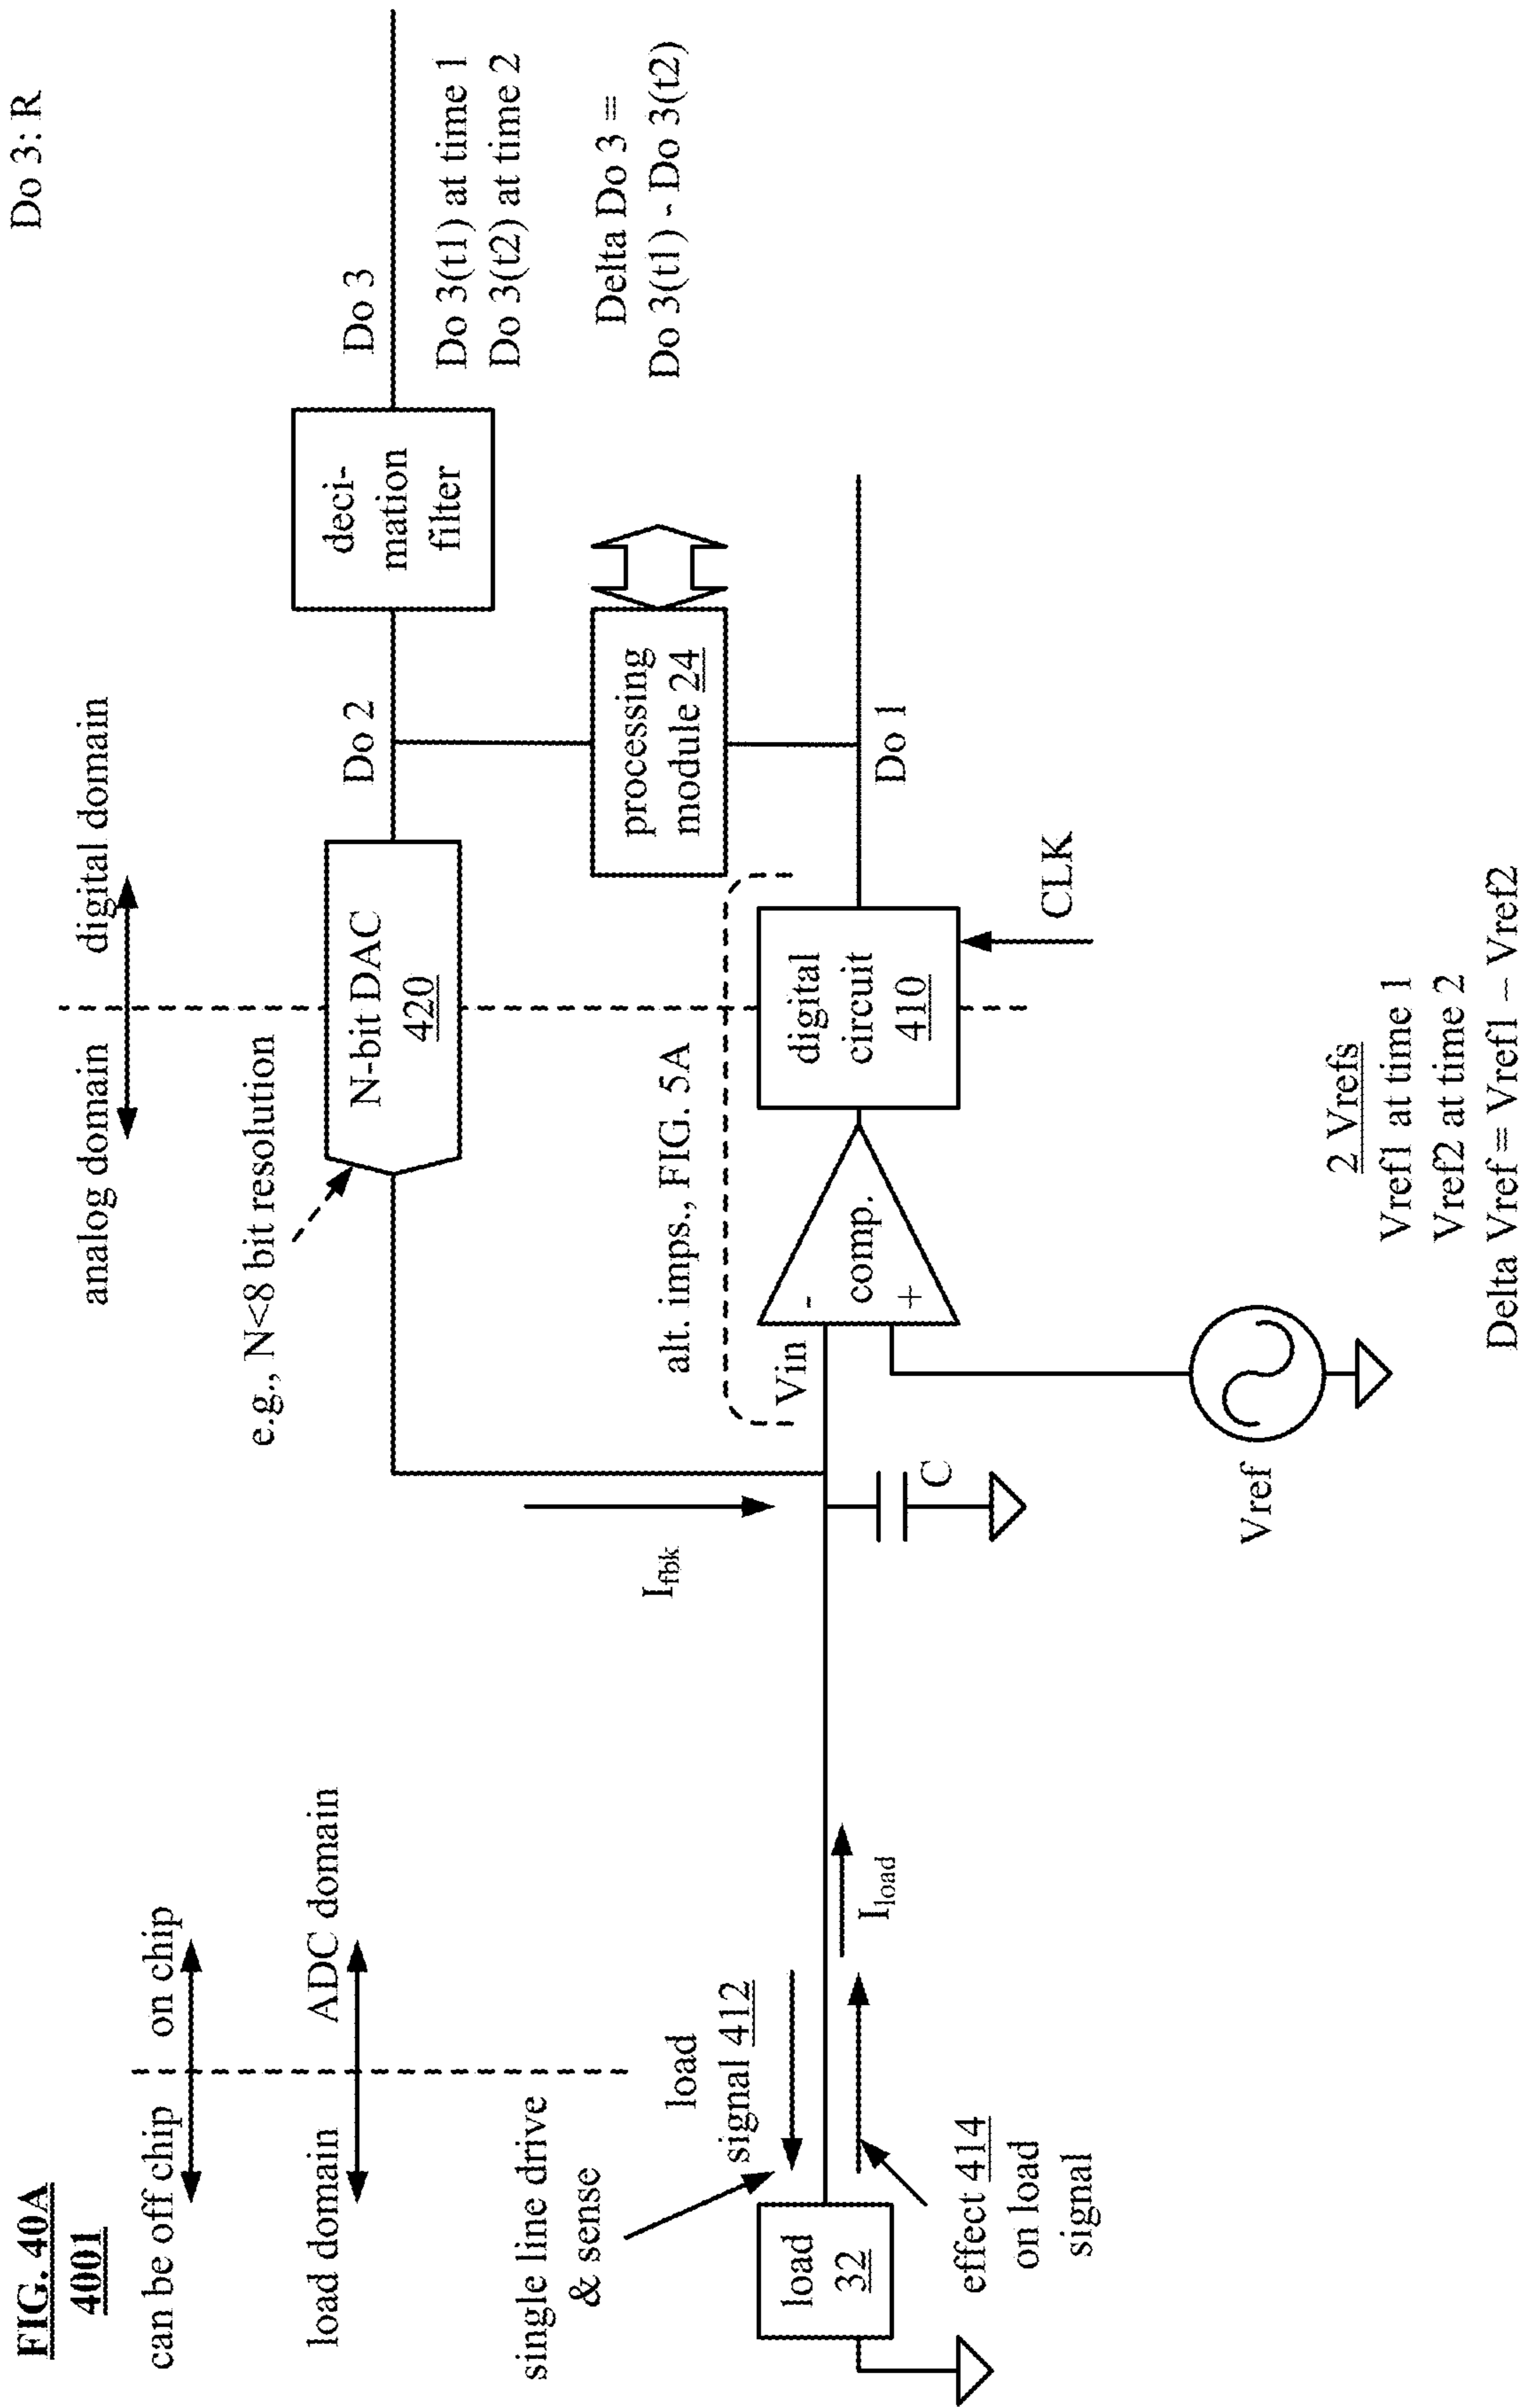 FIG. 40A
4001
can be off chip
on chip
load domain
ADC domain
single line drive
& sense
load
signal 412
load
32
effect 414
on load
signal
Iload
Ifbk
C
analog domain
digital domain
e.g., N<8 bit resolution
N-bit DAC
420
alt. imps., FIG. 5A
Vin
-
comp.
+
digital
circuit
410
CLK
Vref
2 Vrefs
Vref1 at time 1
Vref2 at time 2
Delta Vref = Vref1 – Vref2
Do 2
processing
module 24
Do 1
deci-
mation
filter
Do 3
Do 3(t1) at time 1
Do 3(t2) at time 2
Delta Do 3 =
Do 3(t1) - Do 3(t2)
Do 3: R